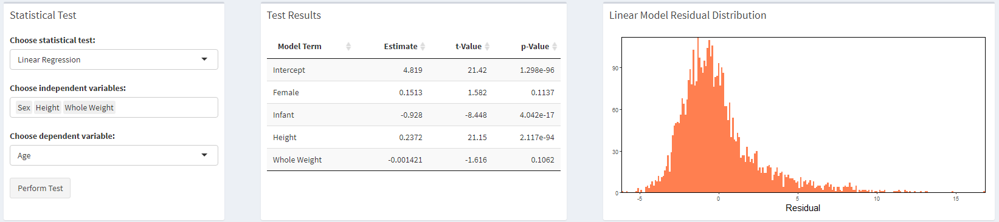 Statistical Test
Choose statistical test:
Linear Regression
Choose independent variables:
Sex Height Whole Weight
Choose dependent variable:
Age
Perform Test
Test Results
Model Term Estimate t-Value p-Value
Intercept 4.819 21.42 1.298e-96
Female 0.1513 1.582 0.1137
Infant -0.928 -8.448 4.042e-17
Height 0.2372 21.15 2.117e-94
Whole Weight -0.001421 -1.616 0.1062
Linear Model Residual Distribution
90
60
30
0
-5 0 5 10 15
Residual